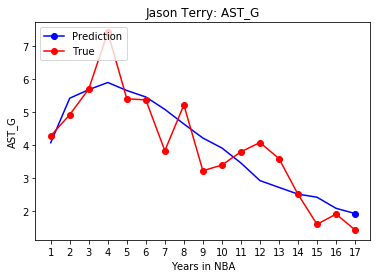 Jason Terry: AST_G
Prediction
True
AST_G
7
6
5
4
3
2
1 2 3 4 5 6 7 8 9 10 11 12 13 14 15 16 17
Years in NBA